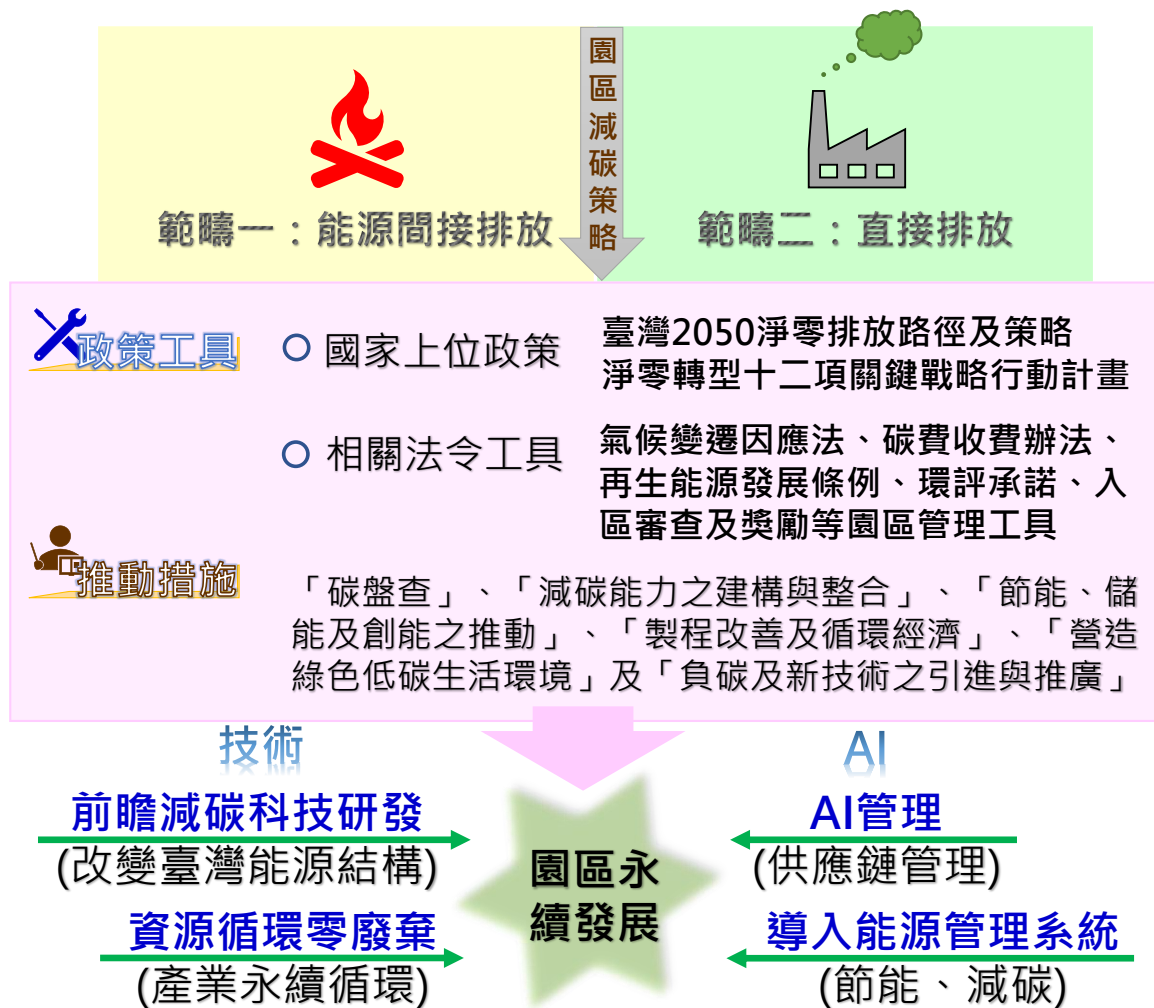 園區減碳策略
範疇一：能源間接排放
範疇二：直接排放
政策工具
國家上位政策
臺灣2050淨零排放路徑及策略
淨零轉型十二項關鍵戰略行動計畫
相關法令工具
氣候變遷因應法、碳費收費辦法、
再生能源發展條例、環評承諾、入
區審查及獎勵等園區管理工具
推動措施
「碳盤查」、「減碳能力之建構與整合」、「節能、儲
能及創能之推動」、「製程改善及循環經濟」、「營造
綠色低碳生活環境」及「負碳及新技術之引進與推廣」
技術
前瞻減碳科技研發
(改變臺灣能源結構)
資源循環零廢棄
(產業永續循環)
園區永
續發展
AI
AI管理
(供應鏈管理)
導入能源管理系統
(節能、減碳)